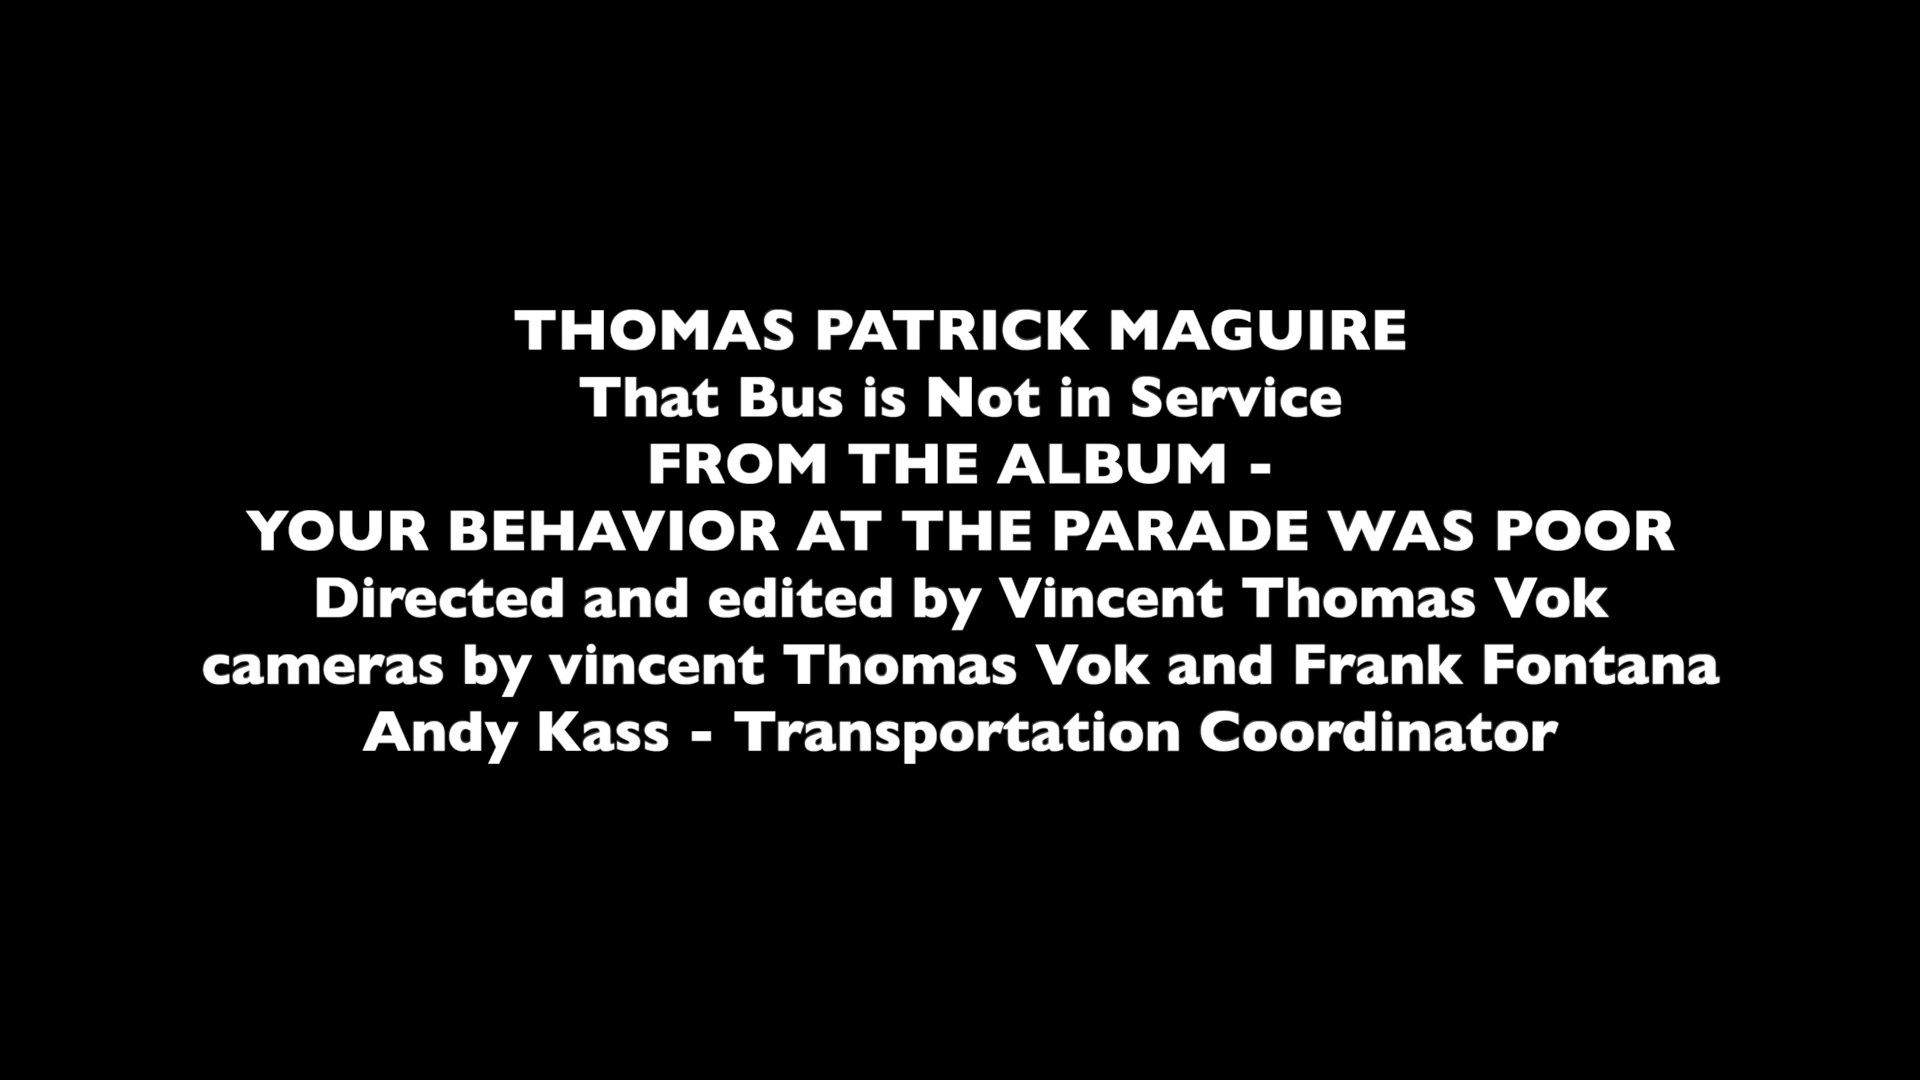 THOMAS PATRICK MAGUIRE
That Bus is Not in Service
FROM THE ALBUM -
YOUR BEHAVIOR AT THE PARADE WAS POOR
Directed and edited by Vincent Thomas Vok
cameras by vincent Thomas Vok and Frank Fontana
Andy Kass - Transportation Coordinator